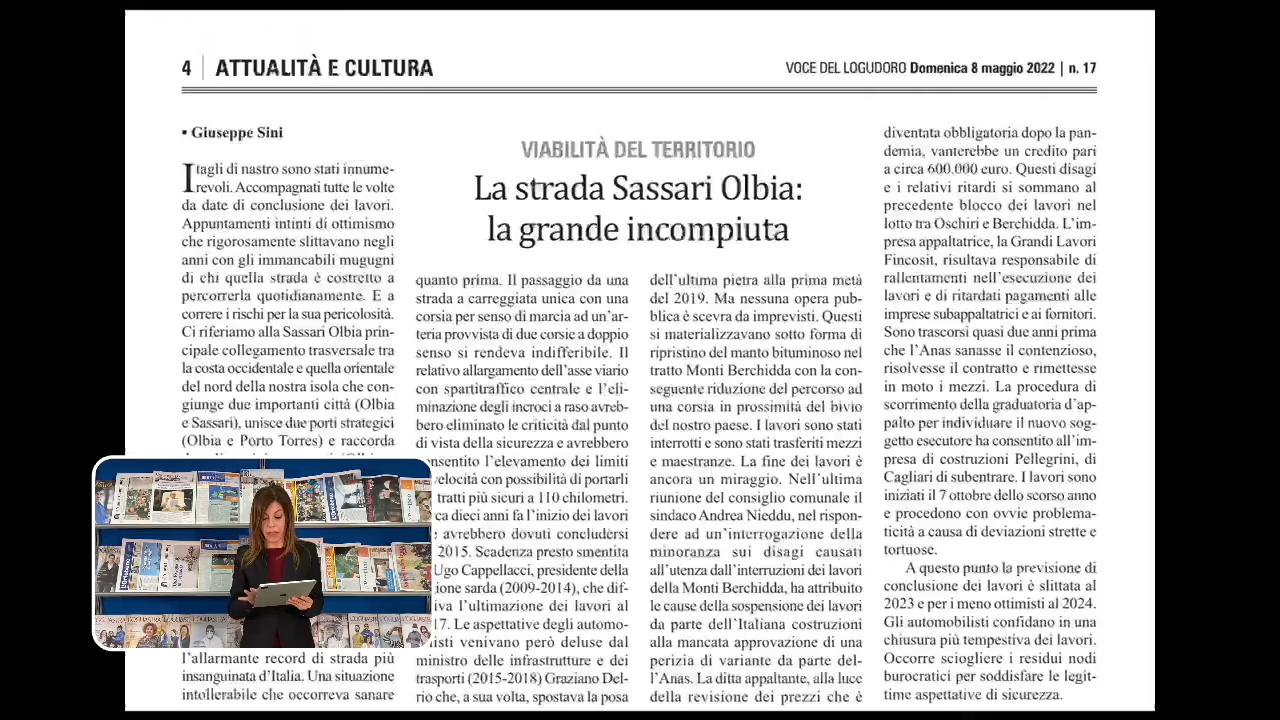 4 ATTUALITÀ E CULTURA
VOCE DEL LOGUDORO Domenica 8 maggio 2022 | n. 17
▪ Giuseppe Sini
VIABILITÀ DEL TERRITORIO
La strada Sassari Olbia:
la grande incompiuta
I tagli di nastro sono stati innume-
revoli. Accompagnati tutte le volte
da date di conclusione dei lavori.
Appuntamenti intinti di ottimismo
che rigorosamente slittavano negli
anni con gli immancabili mugugni
di chi quella strada è costretto a
percorrerla quotidianamente. E a
correre i rischi per la sua pericolosità.
Ci riferiamo alla Sassari Olbia prin-
cipale collegamento trasversale tra
la costa occidentale e quella orientale
del nord della nostra isola che con-
giunge due importanti città (Olbia
e Sassari), unisce due porti strategici
(Olbia e Porto Torres) e raccorda
l'allarmante record di strada più
insanguinata d'Italia. Una situazione
intollerabile che occorreva sanare
quanto prima. Il passaggio da una
strada a carreggiata unica con una
corsia per senso di marcia ad un'ar-
teria provvista di due corsie a doppio
senso si rendeva indifferibile. Il
relativo allargamento dell'asse viario
con spartitraffico centrale e l'eli-
minazione degli incroci a raso avreb-
bero eliminato le criticità dal punto
di vista della sicurezza e avrebbero
onsentito l'elevamento dei limiti
velocità con possibilità di portarli
tratti più sicuri a 110 chilometri.
ca dieci anni fa l'inizio dei lavori
avrebbero dovuti concludersi
2015. Scadenza presto smentita
Ugo Cappellacci, presidente della
ione sarda (2009-2014), che dif-
iva l'ultimazione dei lavori al
17. Le aspettative degli automo-
isti venivano però deluse dal
ministro delle infrastrutture e dei
trasporti (2015-2018) Graziano Del-
rio che, a sua volta, spostava la posa
dell'ultima pietra alla prima metà
del 2019. Ma nessuna opera pub-
blica è scevra da imprevisti. Questi
si materializzavano sotto forma di
ripristino del manto bituminoso nel
tratto Monti Berchidda con la con-
seguente riduzione del percorso ad
una corsia in prossimità del bivio
del nostro paese. I lavori sono stati
interrotti e sono stati trasferiti mezzi
e maestranze. La fine dei lavori è
ancora un miraggio. Nell'ultima
riunione del consiglio comunale il
sindaco Andrea Nieddu, nel rispon-
dere ad un'interrogazione della
minoranza sui disagi causati
all'utenza dall'interruzioni dei lavori
della Monti Berchidda, ha attribuito
le cause della sospensione dei lavori
da parte dell'Italiana costruzioni
alla mancata approvazione di una
perizia di variante da parte del-
l'Anas. La ditta appaltante, alla luce
della revisione dei prezzi che è
diventata obbligatoria dopo la pan-
demia, vanterebbe un credito pari
a circa 600.000 euro. Questi disagi
e i relativi ritardi si sommano al
precedente blocco dei lavori nel
lotto tra Oschiri e Berchidda. L'im-
presa appaltatrice, la Grandi Lavori
Fincosit, risultava responsabile di
rallentamenti nell'esecuzione dei
lavori e di ritardati pagamenti alle
imprese subappaltatrici e ai fornitori.
Sono trascorsi quasi due anni prima
che l'Anas sanasse il contenzioso,
risolvesse il contratto e rimettesse
in moto i mezzi. La procedura di
scorrimento della graduatoria d'ap-
palto per individuare il nuovo sog-
getto esecutore ha consentito all'im-
presa di costruzioni Pellegrini, di
Cagliari di subentrare. I lavori sono
iniziati il 7 ottobre dello scorso anno
e procedono con ovvie problema-
ticità a causa di deviazioni strette e
tortuose.
A questo punto la previsione di
conclusione dei lavori è slittata al
2023 e per i meno ottimisti al 2024.
Gli automobilisti confidano in una
chiusura più tempestiva dei lavori.
Occorre sciogliere i residui nodi
burocratici per soddisfare le legit-
time aspettative di sicurezza.